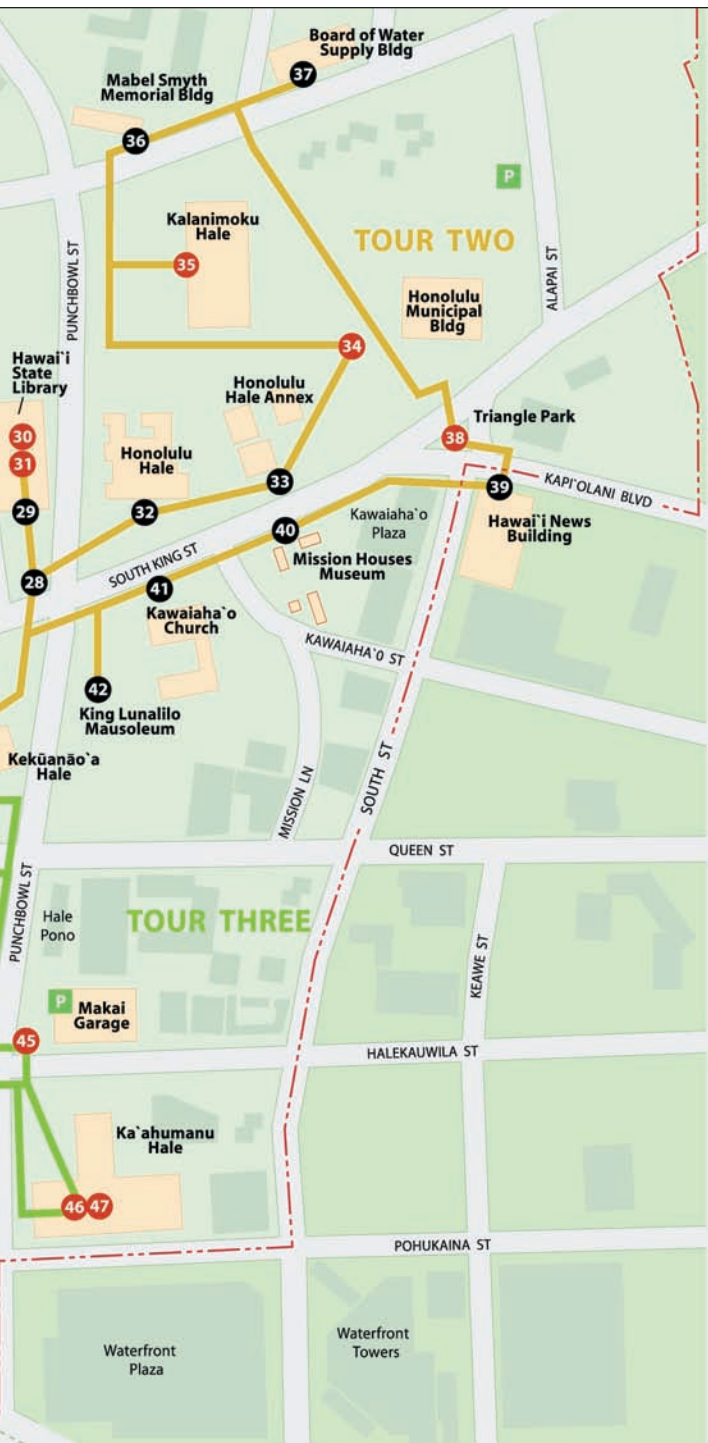 Board of Water
Supply Bldg
37
Mabel Smyth
Memorial Bldg
36
P
Kalanimoku
Hale
35
TOUR TWO
PUNCHBOWL ST
ALAPAI ST
Honolulu
Municipal
Bldg
34
Hawai`i
State
Library
30
31
29
Honolulu
Hale Annex
Triangle Park
38
Honolulu
Hale
33
32
39
KAPI`OLANI BLVD
Kawaiaha`o
Plaza
Hawai`i News
Building
40
SOUTH KING ST
Mission Houses
Museum
28
41
Kawaiaha`o
Church
KAWAIAHA`O ST
42
King Lunalilo
Mausoleum
Kekūanāo`a
Hale
MISSION LN
SOUTH ST
QUEEN ST
PUNCHBOWL ST
Hale
Pono
TOUR THREE
KEAWE ST
P
Makai
Garage
45
HALEKAUWILA ST
Ka`ahumanu
Hale
46
47
POHUKAINA ST
Waterfront
Plaza
Waterfront
Towers